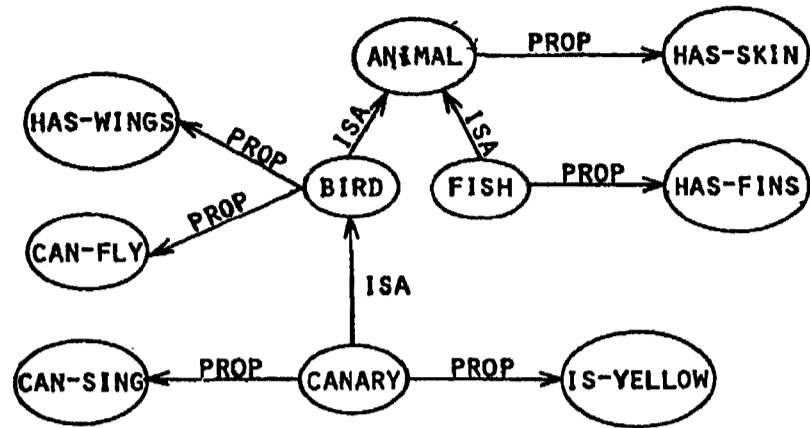 ANIMAL
PROP
HAS-SKIN
HAS-WINGS
PROP
ISA
ISA
BIRD
FISH
PROP
HAS-FINS
CAN-FLY
PROP
ISA
CAN-SING
PROP
CANARY
PROP
IS-YELLOW